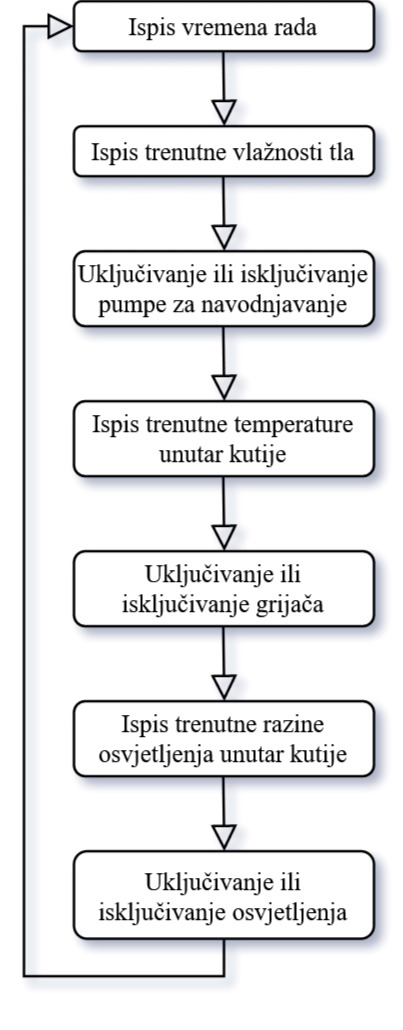 Ispis vremena rada
Ispis trenutne vlažnosti tla
Uključivanje ili isključivanje
pumpe za navodnjavanje
Ispis trenutne temperature
unutar kutije
Uključivanje ili
isključivanje grijača
Ispis trenutne razine
osvjetljenja unutar kutije
Uključivanje ili
isključivanje osvjetljenja